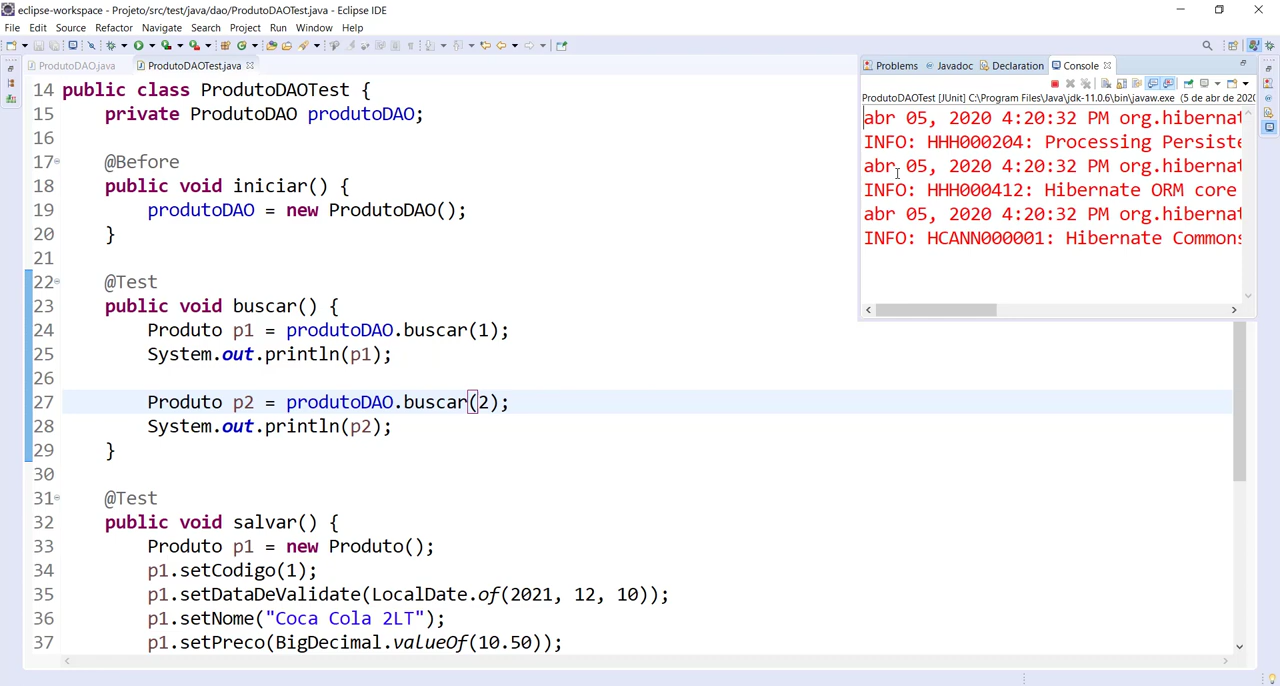 eclipse-workspace - Projeto/src/test/java/dao/ProdutoDAOTest.java - Eclipse IDE
File Edit Source Refactor Navigate Search Project Run Window Help
ProdutoDAO.java ProdutoDAOTest.java
Problems Javadoc Declaration Console
ProdutoDAOTest [JUnit] C:\Program Files\Java\jdk-11.0.6\bin\javaw.exe (5 de abr de 2020
abr 05, 2020 4:20:32 PM org.hibernat
INFO: HHH000204: Processing Persiste
abr 05, 2020 4:20:32 PM org.hibernat
INFO: HHH000412: Hibernate ORM core
abr 05, 2020 4:20:32 PM org.hibernat
INFO: HCANN000001: Hibernate Commons
14 public class ProdutoDAOTest {
15 private ProdutoDAO produtoDAO;
16
17 @Before
18 public void iniciar() {
19 produtoDAO = new ProdutoDAO();
20 }
21
22 @Test
23 public void buscar() {
24 Produto p1 = produtoDAO.buscar(1);
25 System.out.println(p1);
26
27 Produto p2 = produtoDAO.buscar(2);
28 System.out.println(p2);
29 }
30
31 @Test
32 public void salvar() {
33 Produto p1 = new Produto();
34 p1.setCodigo(1);
35 p1.setDataDeValidate(LocalDate.of(2021, 12, 10));
36 p1.setNome("Coca Cola 2LT");
37 p1.setPreco(BigDecimal.valueOf(10.50));